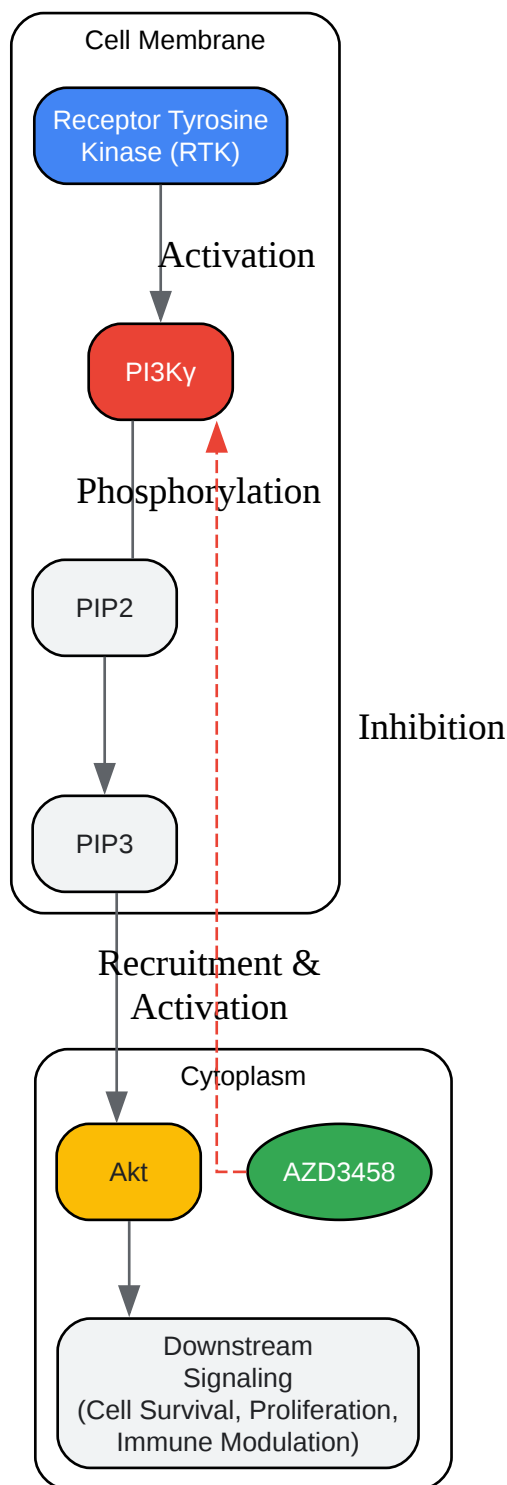 Cell Membrane
Receptor Tyrosine
Kinase (RTK)
Activation
PI3Kγ
Phosphorylation
PIP2
Inhibition
PIP3
Recruitment &
Activation
Cytoplasm
Akt
AZD3458
Downstream
Signaling
(Cell Survival, Proliferation,
Immune Modulation)